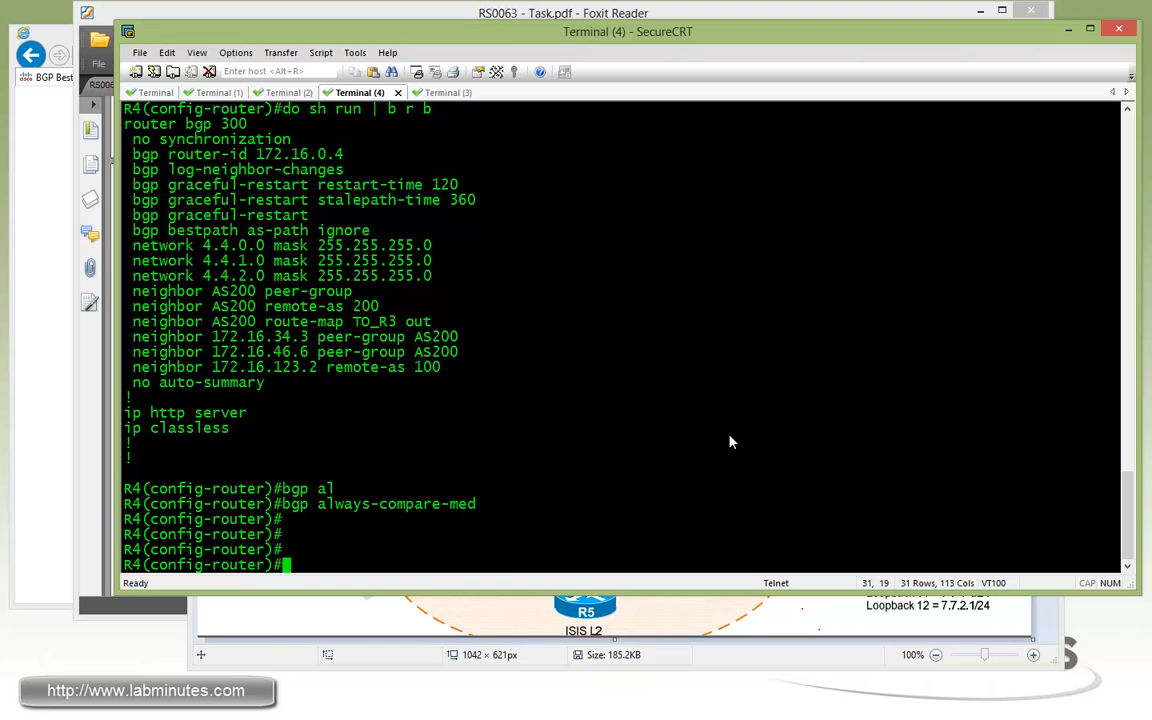 RS0063 - Task.pdf - Foxit Reader
Terminal (4) - SecureCRT
File Edit View Options Transfer Script Tools Help
Enter host <Alt+R>
BGP Best
File
RS006
Terminal Terminal (1) Terminal (2) Terminal (4) Terminal (3)
R4(config-router)#do sh run | b r b
router bgp 300
no synchronization
bgp router-id 172.16.0.4
bgp log-neighbor-changes
bgp graceful-restart restart-time 120
bgp graceful-restart stalepath-time 360
bgp graceful-restart
bgp bestpath as-path ignore
network 4.4.0.0 mask 255.255.255.0
network 4.4.1.0 mask 255.255.255.0
network 4.4.2.0 mask 255.255.255.0
neighbor AS200 peer-group
neighbor AS200 remote-as 200
neighbor AS200 route-map TO_R3 out
neighbor 172.16.34.3 peer-group AS200
neighbor 172.16.46.6 peer-group AS200
neighbor 172.16.123.2 remote-as 100
no auto-summary
!
ip http server
ip classless
!
!
R4(config-router)#bgp al
R4(config-router)#bgp always-compare-med
R4(config-router)#
R4(config-router)#
R4(config-router)#
R4(config-router)#
Ready Telnet 31, 19 31 Rows, 113 Cols VT100 CAP NUM
R5
ISIS L2
Loopback 12 = 7.7.2.1/24
1042 × 621px Size: 185.2KB 100%
http://www.labminutes.com